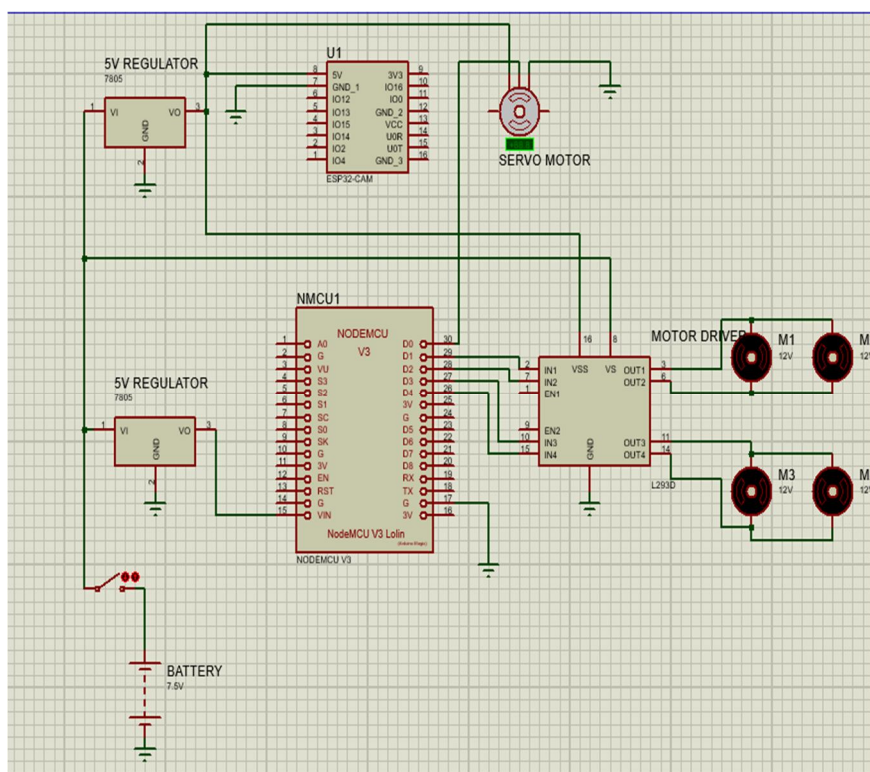 5V REGULATOR
7805
1
VI
VO
3
GND
2
U1
8
5V
3V3
9
7
GND_1
IO16
10
6
IO12
IO0
11
5
IO13
GND_2
12
4
IO15
VCC
13
3
IO14
U0R
14
2
IO2
U0T
15
1
IO4
GND_3
16
ESP32-CAM
SERVO MOTOR
NMCU1
NODEMCU
V3
1
A0
D0
30
2
G
D1
29
3
VU
D2
28
4
S3
D3
27
5
S2
D4
26
6
S1
3V
25
7
SC
G
24
8
S0
D5
23
9
SK
D6
22
10
G
D7
21
11
3V
D8
20
12
EN
RX
19
13
RST
TX
18
14
G
G
17
15
VIN
3V
16
NodeMCU V3 Lolin
NODEMCU V3
5V REGULATOR
7805
1
VI
VO
3
GND
2
MOTOR DRIVER
16
8
VSS
VS
2
IN1
OUT1
3
7
IN2
OUT2
6
1
EN1
9
EN2
10
IN3
OUT3
11
15
IN4
OUT4
14
GND
L293D
M1
12V
M
12V
M3
12V
M
12V
BATTERY
7.5V